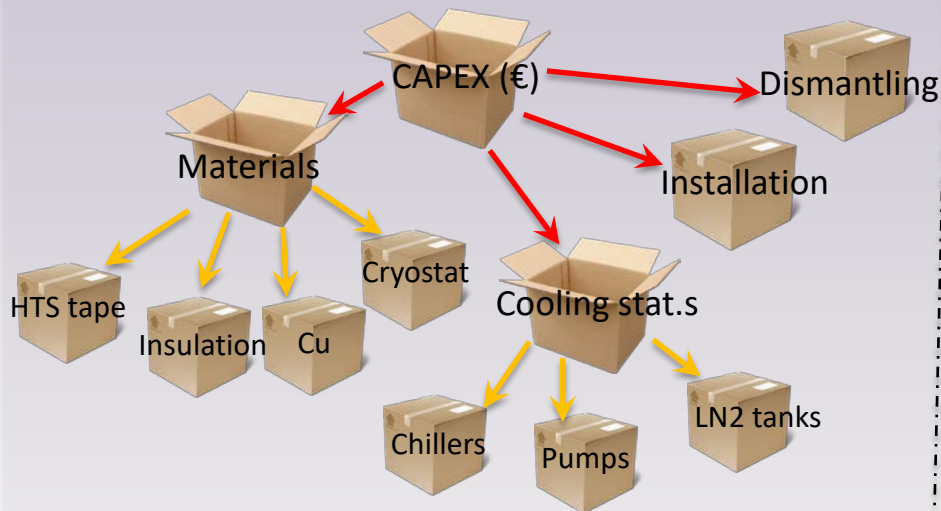 CAPEX (€)
Dismantling
Materials
Installation
HTS tape
Insulation
Cu
Cryostat
Cooling stat.s
Chillers
Pumps
LN2 tanks